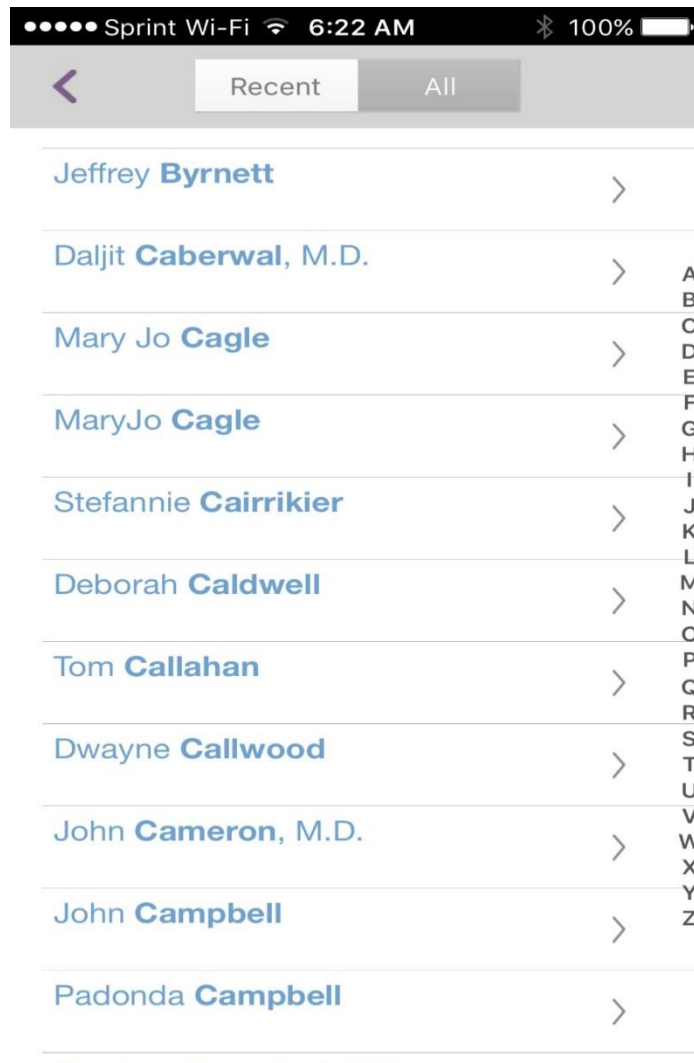 Sprint Wi-Fi 6:22 AM 100%
Recent All
Jeffrey Byrnett
Daljit Caberwal, M.D.
Mary Jo Cagle
MaryJo Cagle
Stefannie Cairrikier
Deborah Caldwell
Tom Callahan
Dwayne Callwood
John Cameron, M.D.
John Campbell
Padonda Campbell
A
B
C
D
E
F
G
H
I
J
K
L
M
N
O
P
Q
R
S
T
U
V
W
X
Y
Z